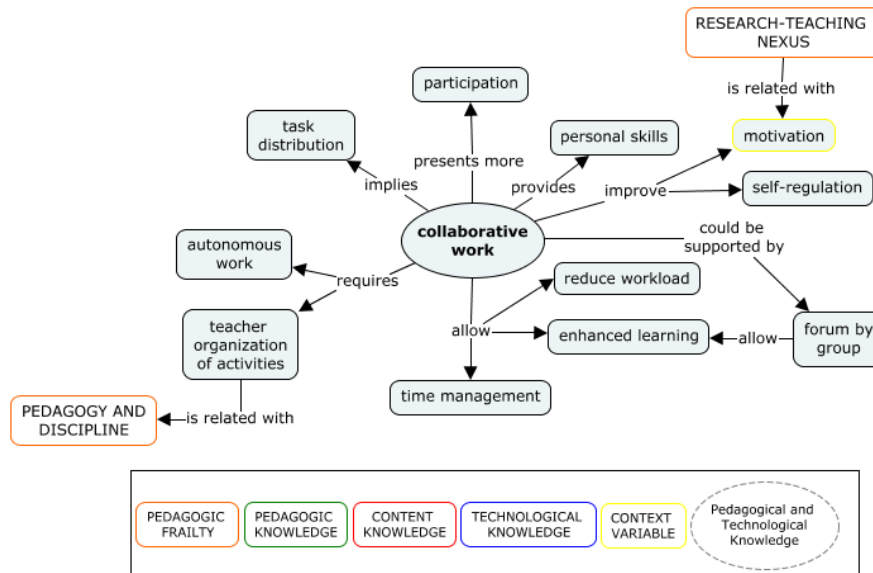 RESEARCH-TEACHING
NEXUS
is related with
participation
task
distribution
personal skills
motivation
presents more
implies
provides
improve
self-regulation
collaborative
work
could be
supported by
autonomous
work
requires
reduce workload
teacher
organization
of activities
allow
enhanced learning
allow
forum by
group
time management
PEDAGOGY AND
DISCIPLINE
is related with
PEDAGOGIC
FRAILTY
PEDAGOGIC
KNOWLEDGE
CONTENT
KNOWLEDGE
TECHNOLOGICAL
KNOWLEDGE
CONTEXT
VARIABLE
Pedagogical and
Technological
Knowledge